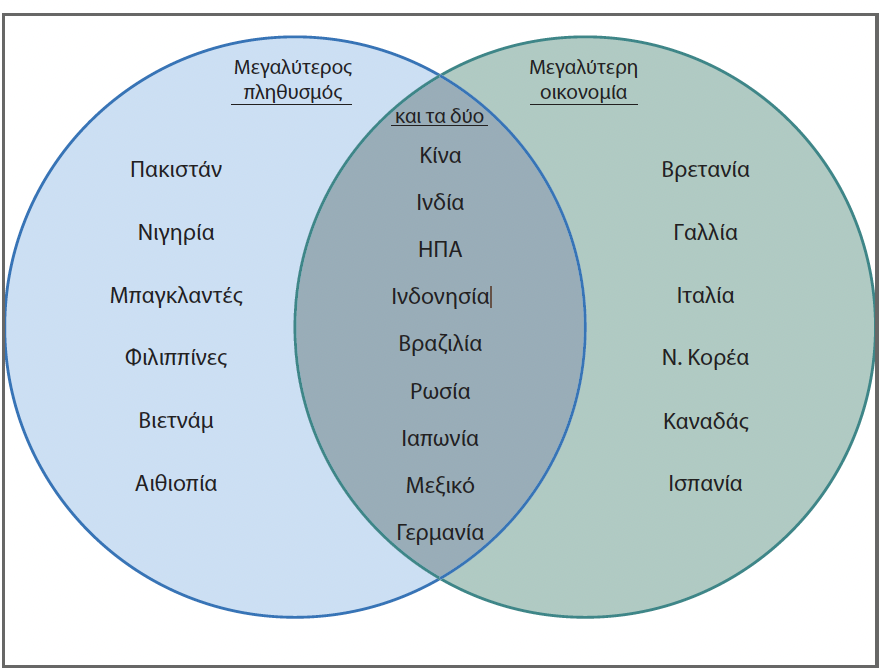 Μεγαλύτερος
πληθυσμός
Πακιστάν
Νιγηρία
Μπαγκλαντές
Φιλιππίνες
Βιετνάμ
Αιθιοπία
και τα δύο
Κίνα
Ινδία
ΗΠΑ
Ινδονησία
Βραζιλία
Ρωσία
Ιαπωνία
Μεξικό
Γερμανία
Μεγαλύτερη
οικονομία
Βρετανία
Γαλλία
Ιταλία
Ν. Κορέα
Καναδάς
Ισπανία